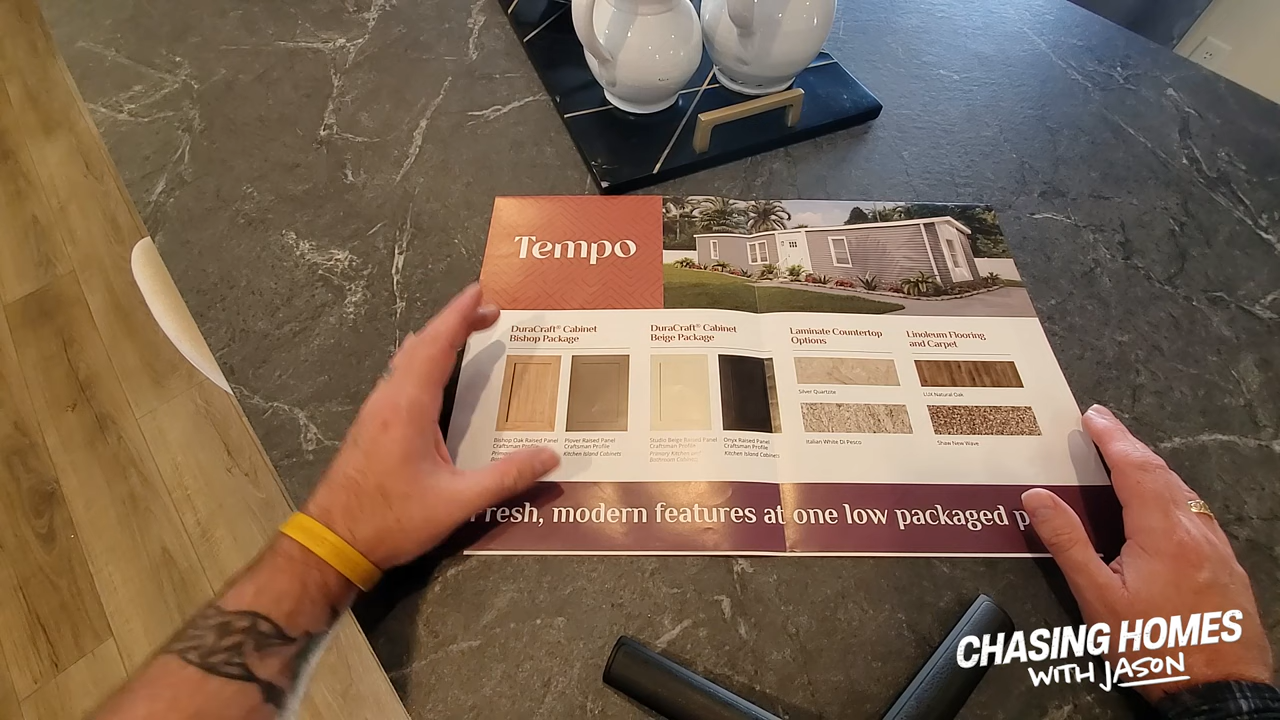 Tempo
DuraCraft® Cabinet
Bishop Package
DuraCraft® Cabinet
Beige Package
Laminate Countertop
Options
Linoleum Flooring
and Carpet
Silver Quartzite
LUX Natural Oak
Italian White Di Pesco
Shaw New Wave
Bishop Oak Raised Panel
Craftsman Profile
Plover Raised Panel
Craftsman Profile
Kitchen Island Cabinets
Studio Beige Raised Panel
Craftsman Profile
Primary Kitchen and
Bathroom Cabinets
Onyx Raised Panel
Craftsman Profile
Kitchen Island Cabinets
Fresh, modern features at one low packaged
CHASING HOMES
WITH JASON